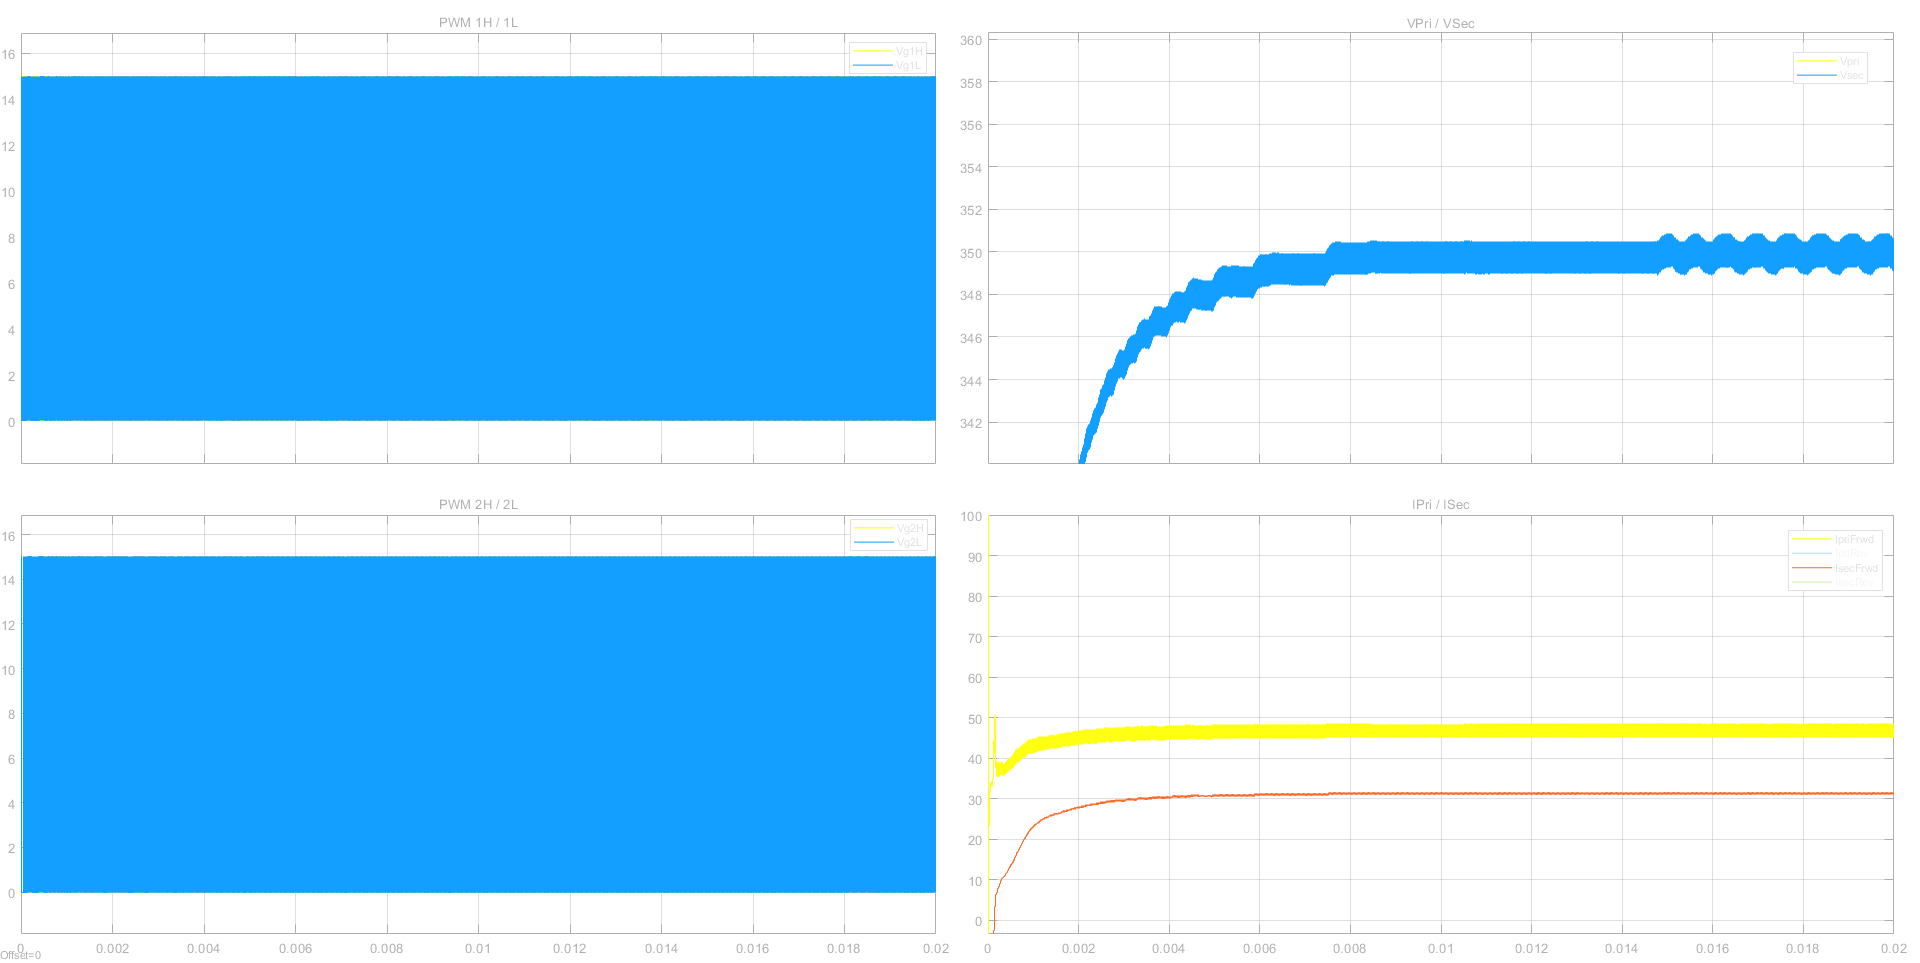 PWM 1H / 1L
16
14
12
10
8
6
4
2
0
Vg1H
Vg1L
VPri / VSec
360
358
356
354
352
350
348
346
344
342
Vpri
Vsec
PWM 2H / 2L
16
14
12
10
8
6
4
2
0
Vg2H
Vg2L
0 0.002 0.004 0.006 0.008 0.01 0.012 0.014 0.016 0.018 0.02
Offset=0
IPri / ISec
100
90
80
70
60
50
40
30
20
10
0
IpriFrwd
IpriRev
IsecFrwd
IsecRev
0 0.002 0.004 0.006 0.008 0.01 0.012 0.014 0.016 0.018 0.02